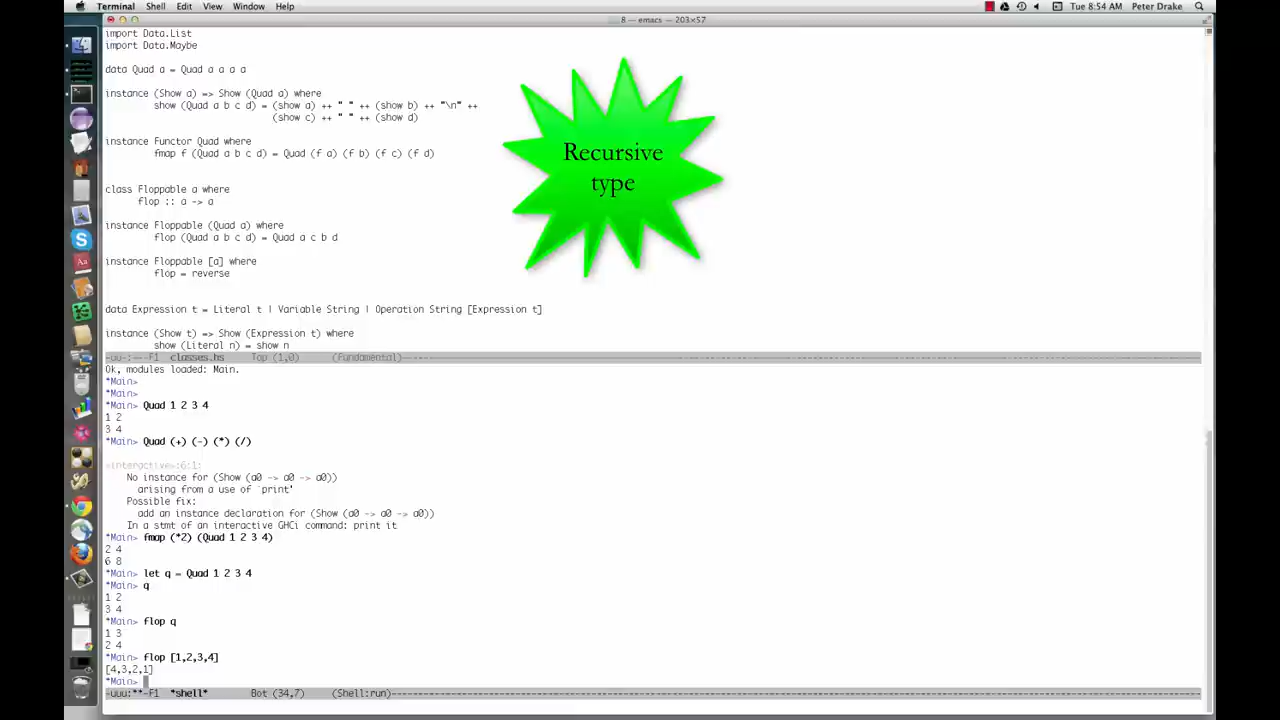 Terminal Shell Edit View Window Help
Tue 8:54 AM Peter Drake
8 — emacs — 203×57
import Data.List
import Data.Maybe
data Quad a = Quad a a a a
instance (Show a) => Show (Quad a) where
show (Quad a b c d) = (show a) ++ " " ++ (show b) ++ "\n" ++
(show c) ++ " " ++ (show d)
instance Functor Quad where
fmap f (Quad a b c d) = Quad (f a) (f b) (f c) (f d)
class Floppable a where
flop :: a -> a
instance Floppable (Quad a) where
flop (Quad a b c d) = Quad a c b d
instance Floppable [a] where
flop = reverse
data Expression t = Literal t | Variable String | Operation String [Expression t]
instance (Show t) => Show (Expression t) where
show (Literal n) = show n
Recursive
type
-uu-:---F1 classes.hs Top (1,0) (Fundamental)----
Ok, modules loaded: Main.
*Main>
*Main>
*Main> Quad 1 2 3 4
1 2
3 4
*Main> Quad (+) (-) (*) (/)
<interactive>:6:1:
No instance for (Show (a0 -> a0 -> a0))
arising from a use of `print'
Possible fix:
add an instance declaration for (Show (a0 -> a0 -> a0))
In a stmt of an interactive GHCi command: print it
*Main> fmap (*2) (Quad 1 2 3 4)
2 4
6 8
*Main> let q = Quad 1 2 3 4
*Main> q
1 2
3 4
*Main> flop q
1 3
2 4
*Main> flop [1,2,3,4]
[4,3,2,1]
*Main>
-uuu:**-F1 *shell* Bot (34,7) (Shell:run)----